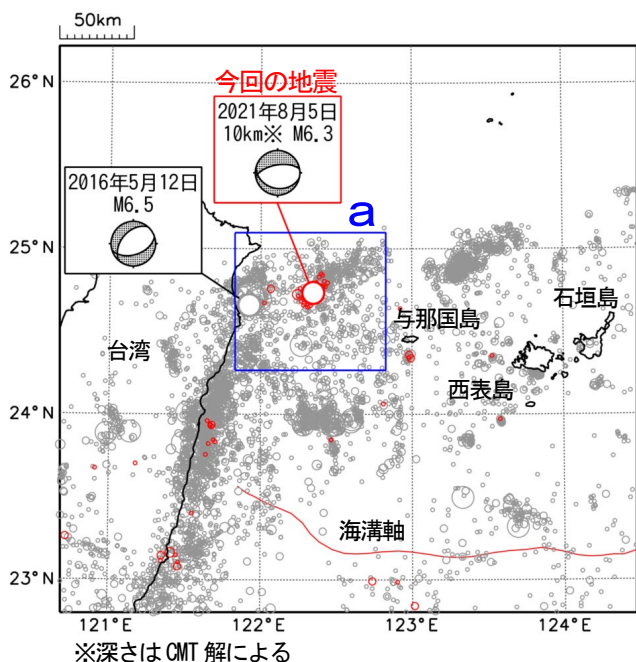 50km
26°N
今回の地震
2021年8月5日
10km※ M6.3
2016年5月12日
M6.5
a
25°N
石垣島
与那国島
台湾
西表島
24°N
海溝軸
23°N
121°E
122°E
123°E
124°E
※深さは CMT 解による